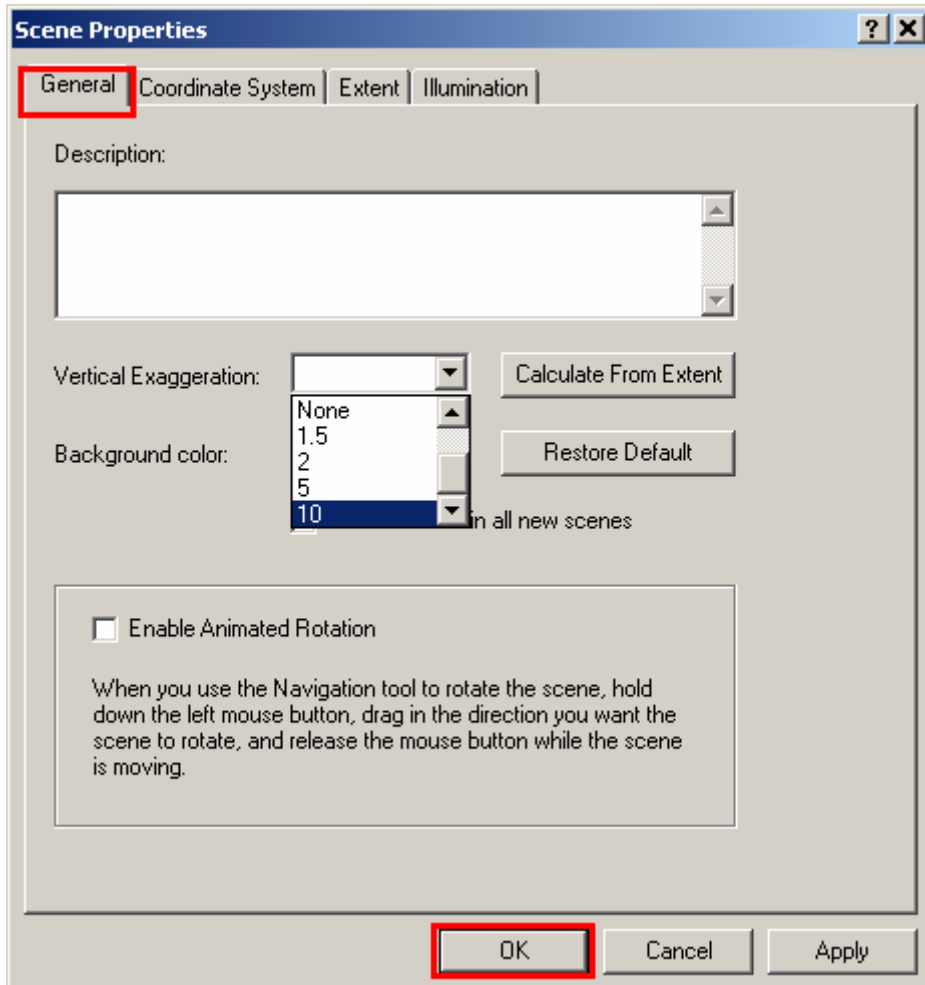 Scene Properties
General Coordinate System Extent Illumination
Description:
Vertical Exaggeration: Calculate From Extent
None
1.5
Background color: 2 Restore Default
5
10 in all new scenes
Enable Animated Rotation
When you use the Navigation tool to rotate the scene, hold
down the left mouse button, drag in the direction you want the
scene to rotate, and release the mouse button while the scene
is moving.
OK Cancel Apply